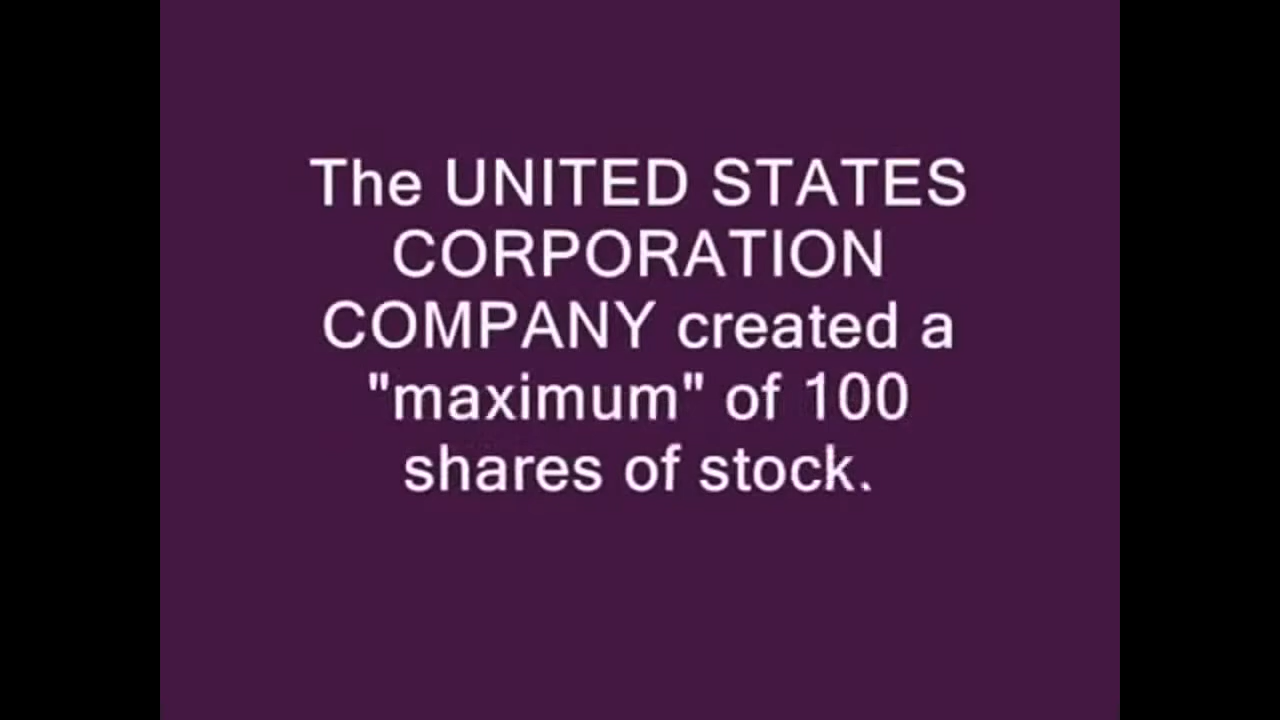 The UNITED STATES
CORPORATION
COMPANY created a
"maximum" of 100
shares of stock.